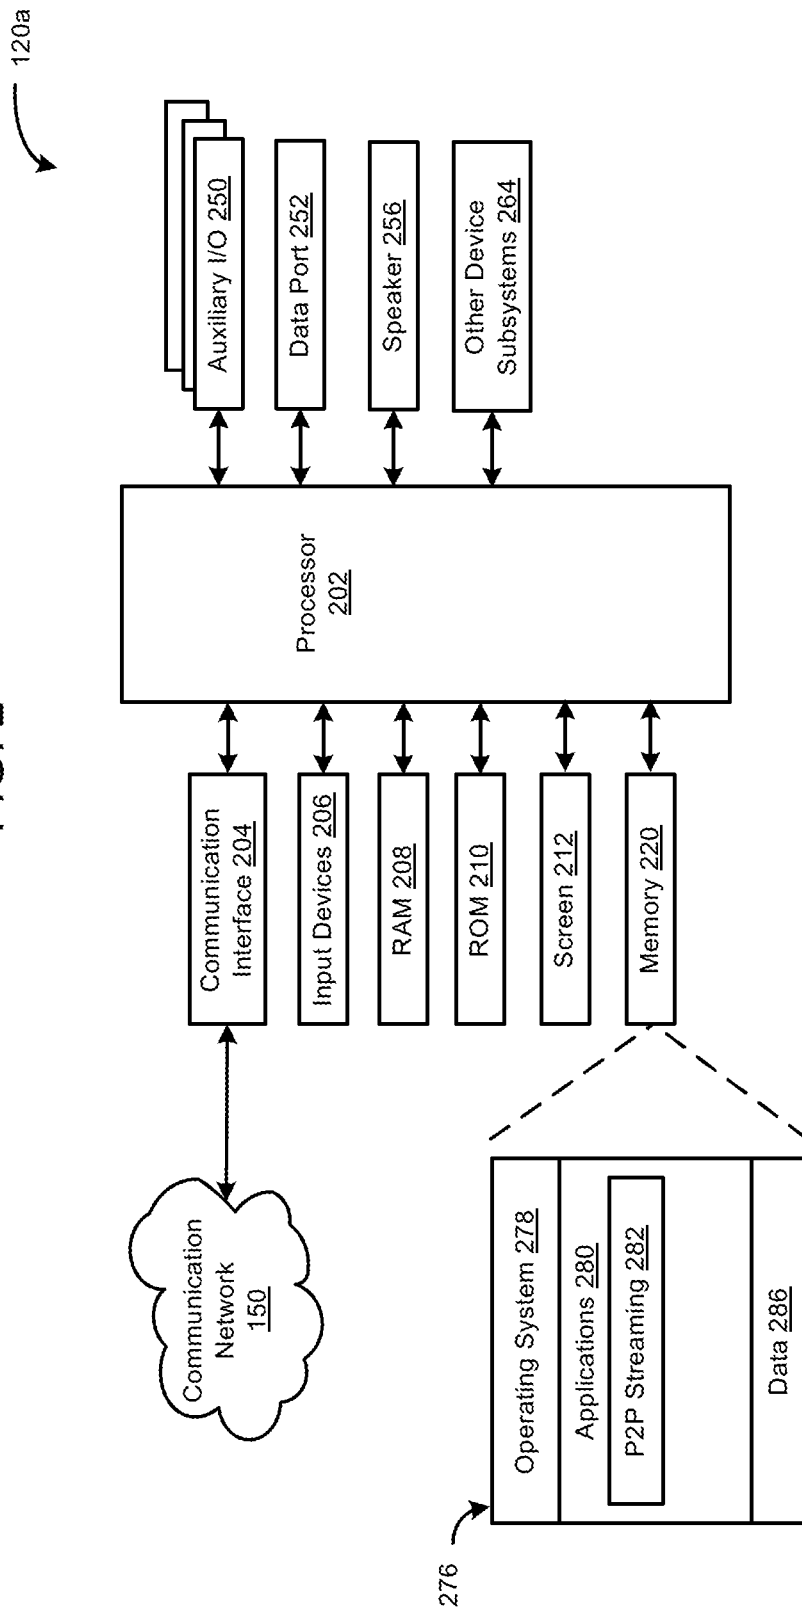 120a
Communication
Network
150
Communication
Interface 204
Input Devices 206
RAM 208
ROM 210
Screen 212
Memory 220
Processor
202
Auxiliary I/O 250
Data Port 252
Speaker 256
Other Device
Subsystems 264
276
Operating System 278
Applications 280
P2P Streaming 282
Data 286